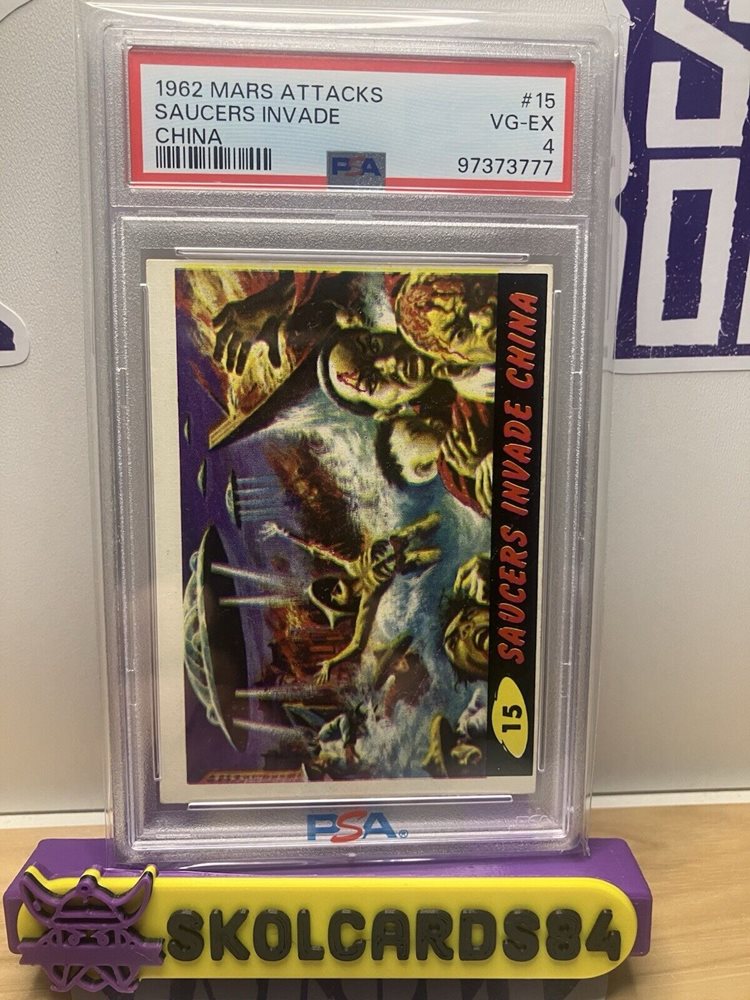 1962 MARS ATTACKS #15
SAUCERS INVADE VG-EX
CHINA 4
PSA 97373777
15 SAUCERS INVADE CHINA
PSA
SKOLCARDS84